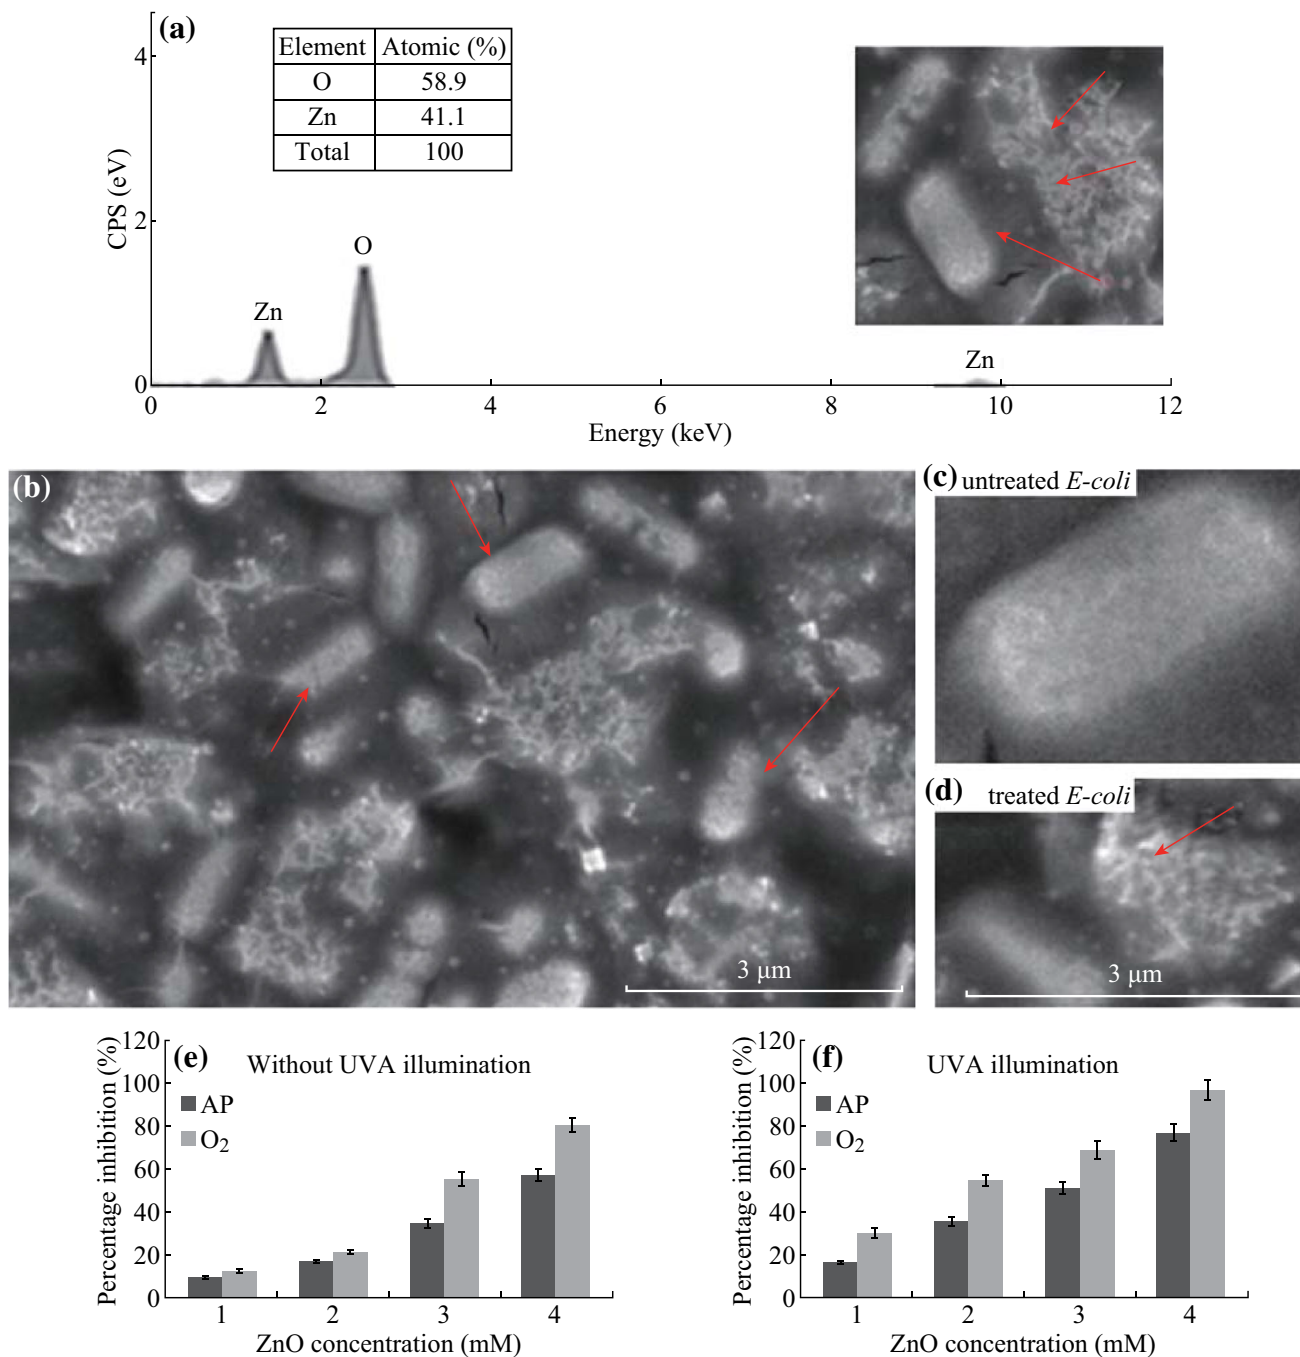 (a)
Element Atomic (%)
O 58.9
Zn 41.1
Total 100
CPS (eV)
4
2
0
Zn
O
Zn
0 2 4 6 8 10 12
Energy (keV)
(b)
3 μm
(c) untreated E-coli
(d) treated E-coli
3 μm
(e) Without UVA illumination
AP
O2
Percentage inhibition (%)
120
100
80
60
40
20
0
1 2 3 4
ZnO concentration (mM)
(f) UVA illumination
AP
O2
Percentage inhibition (%)
120
100
80
60
40
20
0
1 2 3 4
ZnO concentration (mM)